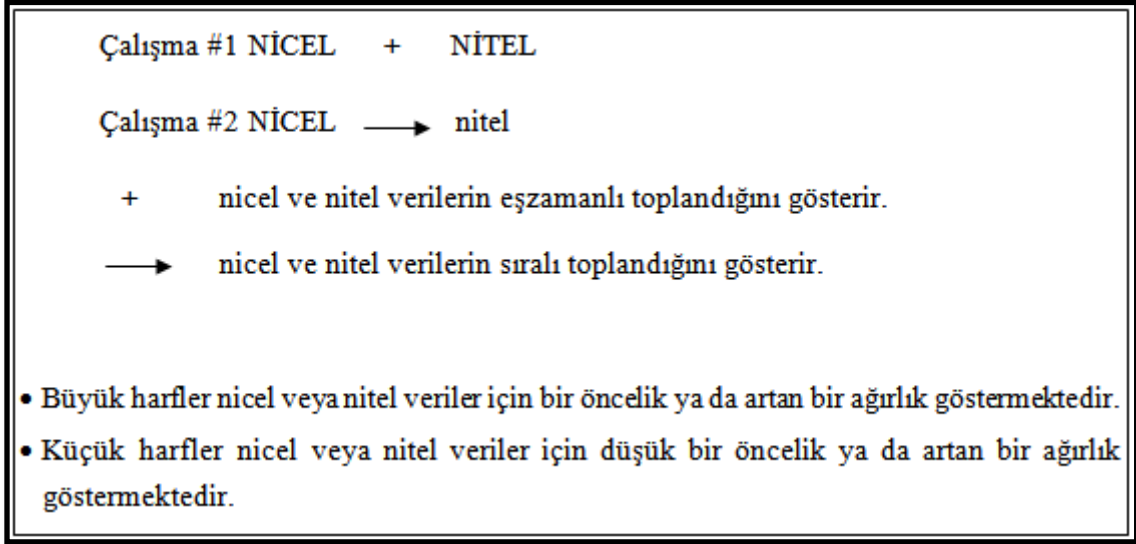 Çalışma #1 NİCEL + NİTEL
Çalışma #2 NİCEL ⟶ nitel
+ nicel ve nitel verilerin eşzamanlı toplandığını gösterir.
⟶ nicel ve nitel verilerin sıralı toplandığını gösterir.
• Büyük harfler nicel veya nitel veriler için bir öncelik ya da artan bir ağırlık göstermektedir.
• Küçük harfler nicel veya nitel veriler için düşük bir öncelik ya da artan bir ağırlık
göstermektedir.